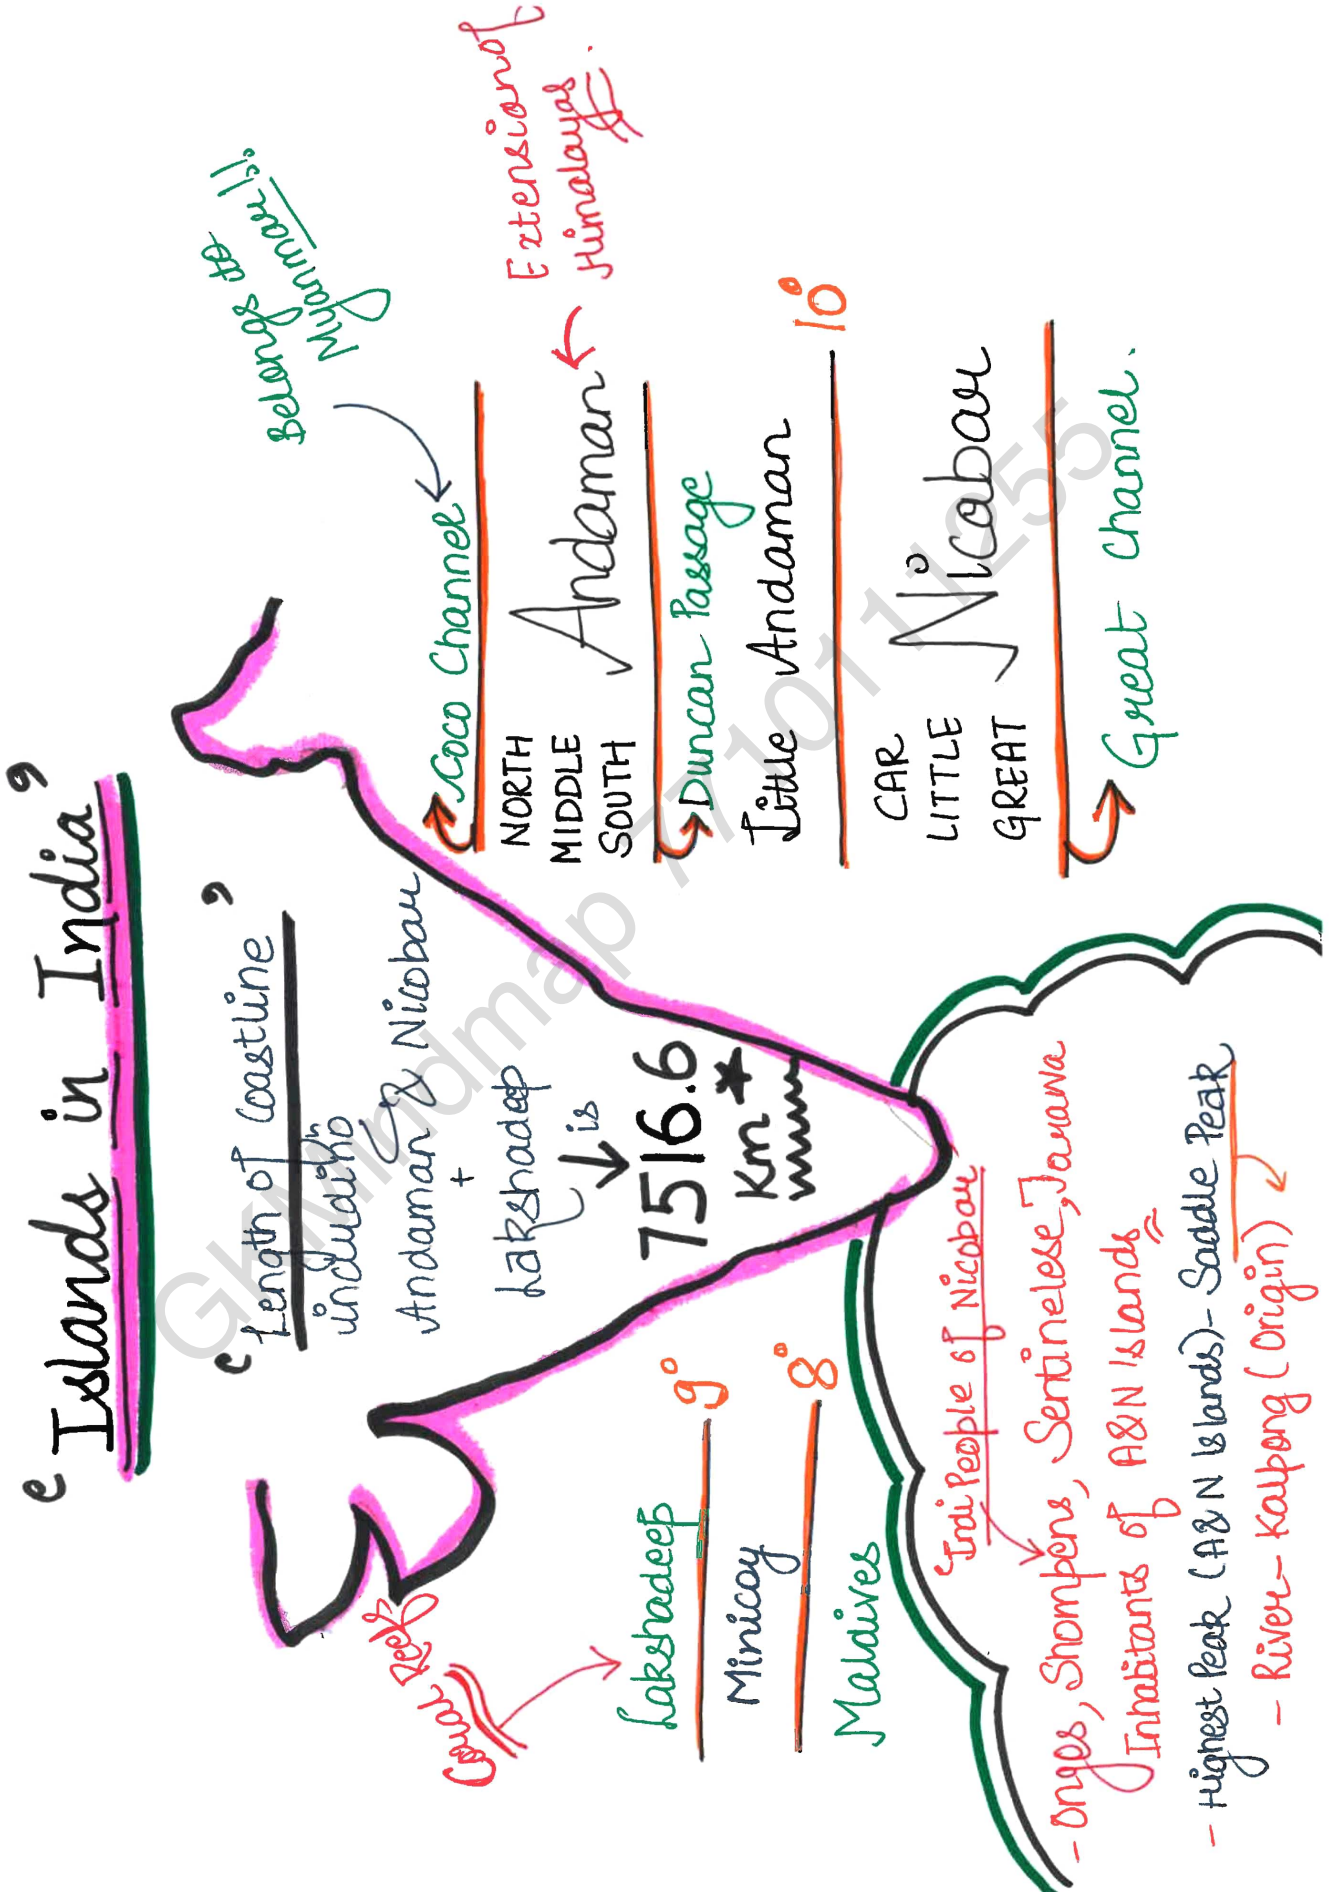 ‘Islands in India’
‘Length of Coastline’
including
Andaman & Nicobar
+
Lakshadeep
is
7516.6
Km
Coral Reefs
Lakshadeep
9°
Minicoy
8°
Maldives
Belongs to
Myanmar!!
Coco Channel
NORTH
MIDDLE
SOUTH
Andaman
Extension of
Himalayas.
Duncan Passage
Little Andaman
10°
CAR
LITTLE
GREAT
Nicobar
Great Channel.
People of Nicobar
- Onges, Shompens, Sentinelese, Jarawa
Inhabitants of A&N Islands
- Highest Peak (A&N Islands) - Saddle Peak
- River - Kalpong (Origin)
GKMindmap 7710111255